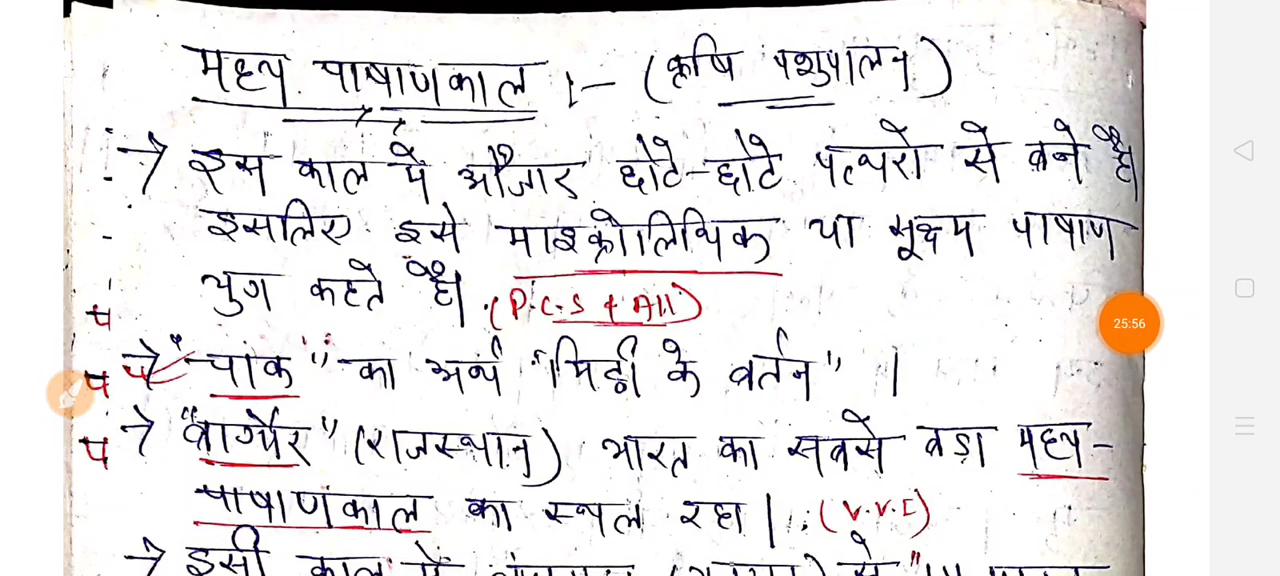 मध्य पाषाणकाल :- (कृषि पशुपालन)
→ इस काल में औजार छोटे-छोटे पत्थरो से बने है।
इसलिए इसे माइक्रोलिथिक या सूक्ष्म पाषाण
युग कहते है। (P.C.S + All)
→ "चाक" का अर्थ "मिट्टी के बर्तन" ।
→ "बागौर" (राजस्थान) भारत का सबसे बड़ा मध्य-
पाषाणकाल का स्थल रहा। (V.V.I)
→ इसी काल में
25:56